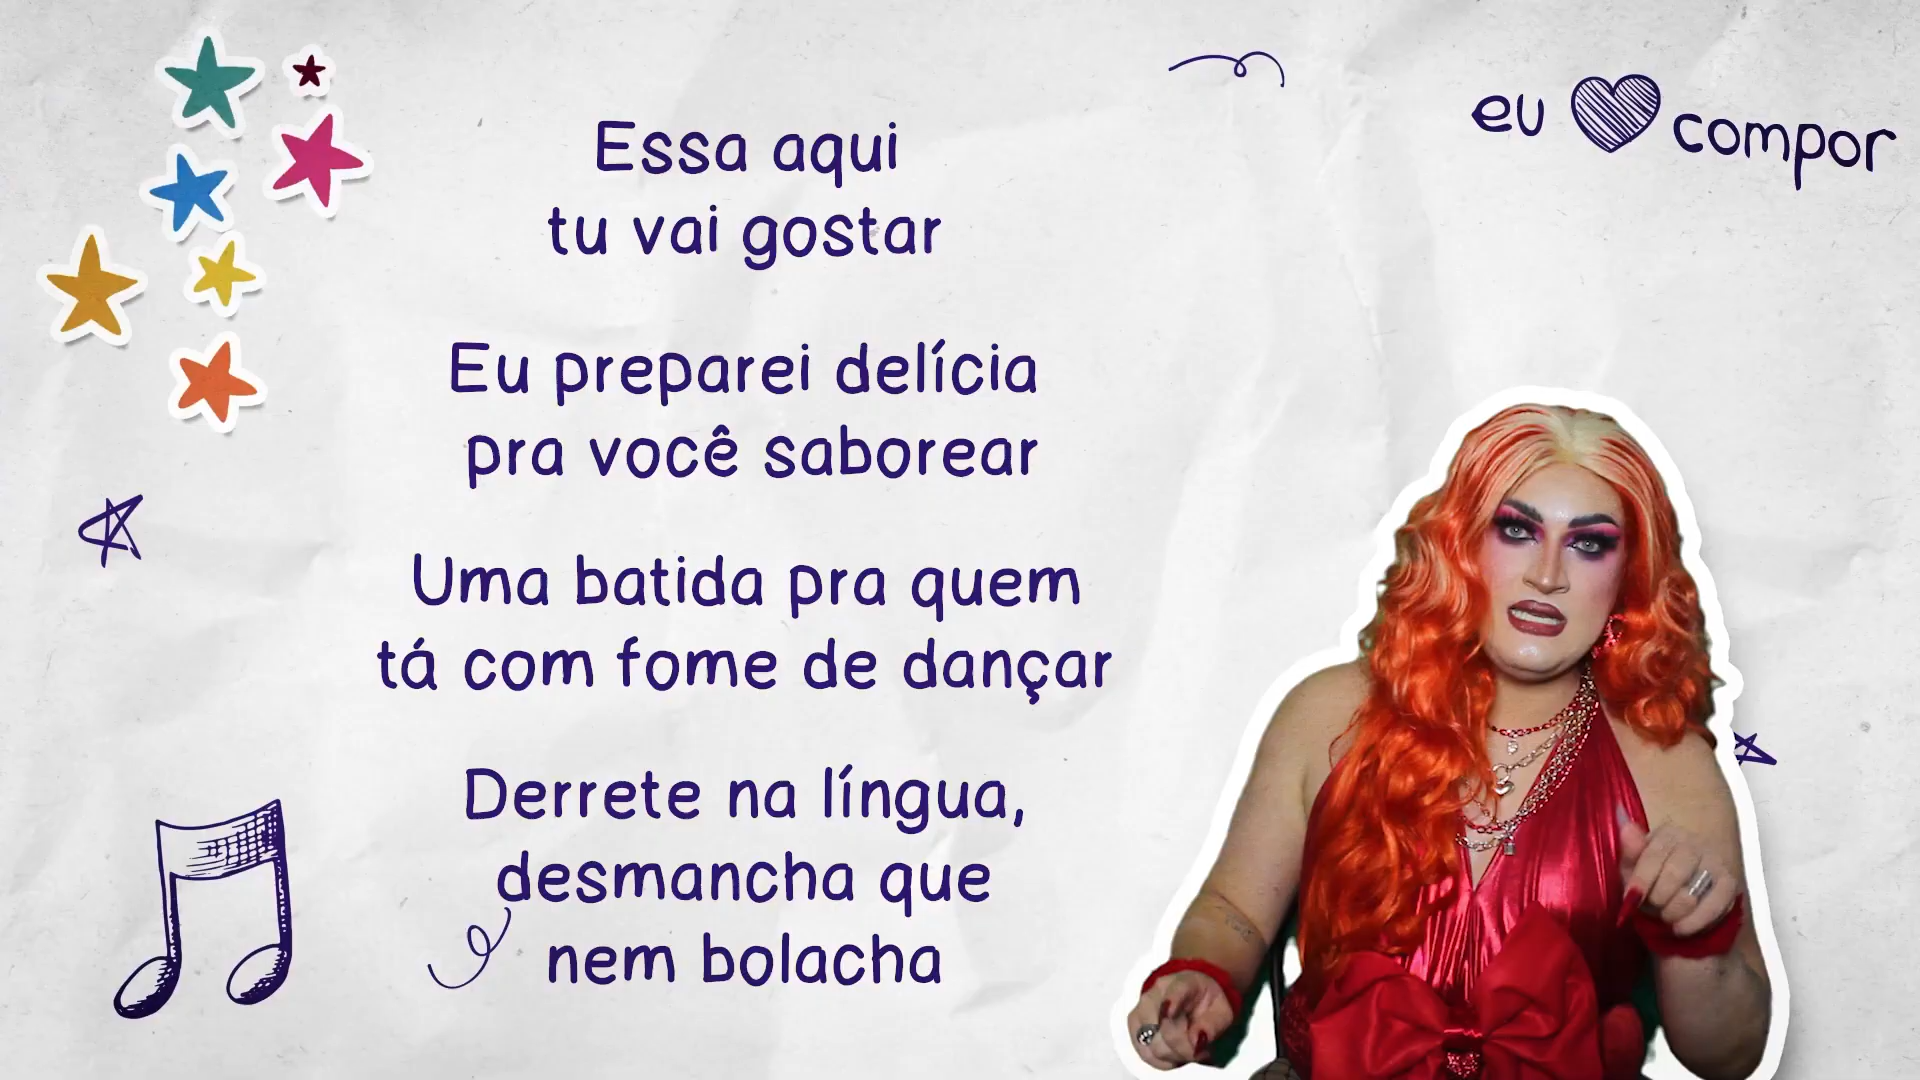 eu compor
Essa aqui
tu vai gostar
Eu preparei delícia
pra você saborear
Uma batida pra quem
tá com fome de dançar
Derrete na língua,
desmancha que
nem bolacha